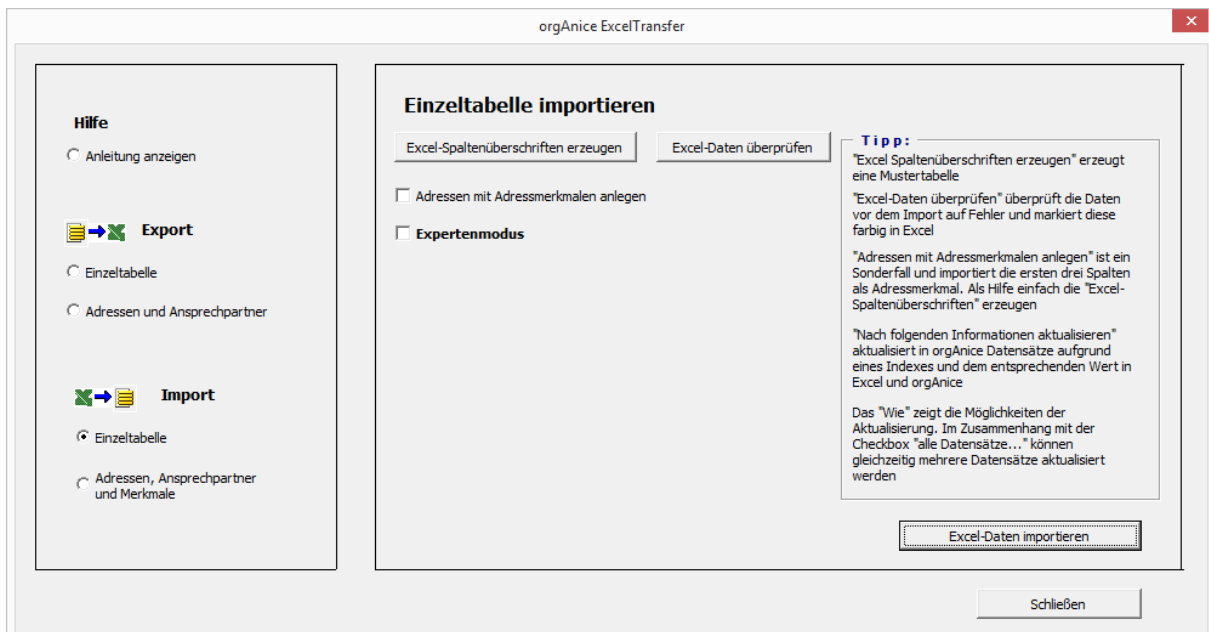 orgAnice ExcelTransfer
Hilfe
Anleitung anzeigen
Export
Einzeltabelle
Adressen und Ansprechpartner
Import
Einzeltabelle
Adressen, Ansprechpartner
und Merkmale
Einzeltabelle importieren
Excel-Spaltenüberschriften erzeugen
Excel-Daten überprüfen
Adressen mit Adressmerkmalen anlegen
Expertenmodus
Tipp:
"Excel Spaltenüberschriften erzeugen" erzeugt
eine Mustertabelle
"Excel-Daten überprüfen" überprüft die Daten
vor dem Import auf Fehler und markiert diese
farbig in Excel
"Adressen mit Adressmerkmalen anlegen" ist ein
Sonderfall und importiert die ersten drei Spalten
als Adressmerkmal. Als Hilfe einfach die "Excel-
Spaltenüberschriften" erzeugen
"Nach folgenden Informationen aktualisieren"
aktualisiert in orgAnice Datensätze aufgrund
eines Indexes und dem entsprechenden Wert in
Excel und orgAnice
Das "Wie" zeigt die Möglichkeiten der
Aktualisierung. Im Zusammenhang mit der
Checkbox "alle Datensätze..." können
gleichzeitig mehrere Datensätze aktualisiert
werden
Excel-Daten importieren
Schließen